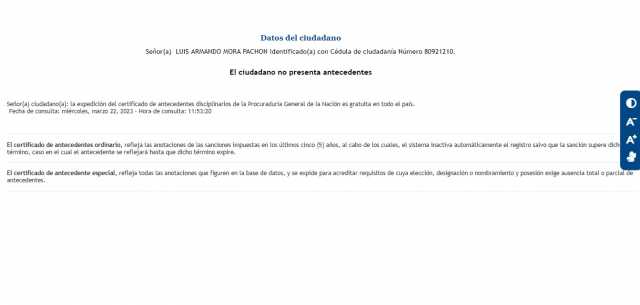 Datos del ciudadano
Señor(a) LUIS ARMANDO MORA PACHON identificado(a) con Cédula de ciudadanía Número 80921210.
El ciudadano no presenta antecedentes
Señor(a) ciudadano(a): la expedición del certificado de antecedentes disciplinarios de la Procuraduría General de la Nación es gratuita en todo el país.
Fecha de consulta: miércoles, marzo 22, 2023 - Hora de consulta: 11:53:20
El certificado de antecedentes ordinario, refleja las anotaciones de las sanciones impuestas en los últimos cinco (5) años, al cabo de los cuales, el sistema inactiva automáticamente el registro salvo que la sanción supere dich
término, caso en el cual el antecedente se reflejará hasta que dicho término expire.
El certificado de antecedente especial, refleja todas las anotaciones que figuren en la base de datos, y se expide para acreditar requisitos de cuya elección, designación o nombramiento y posesión exige ausencia total o parcial de
antecedentes.